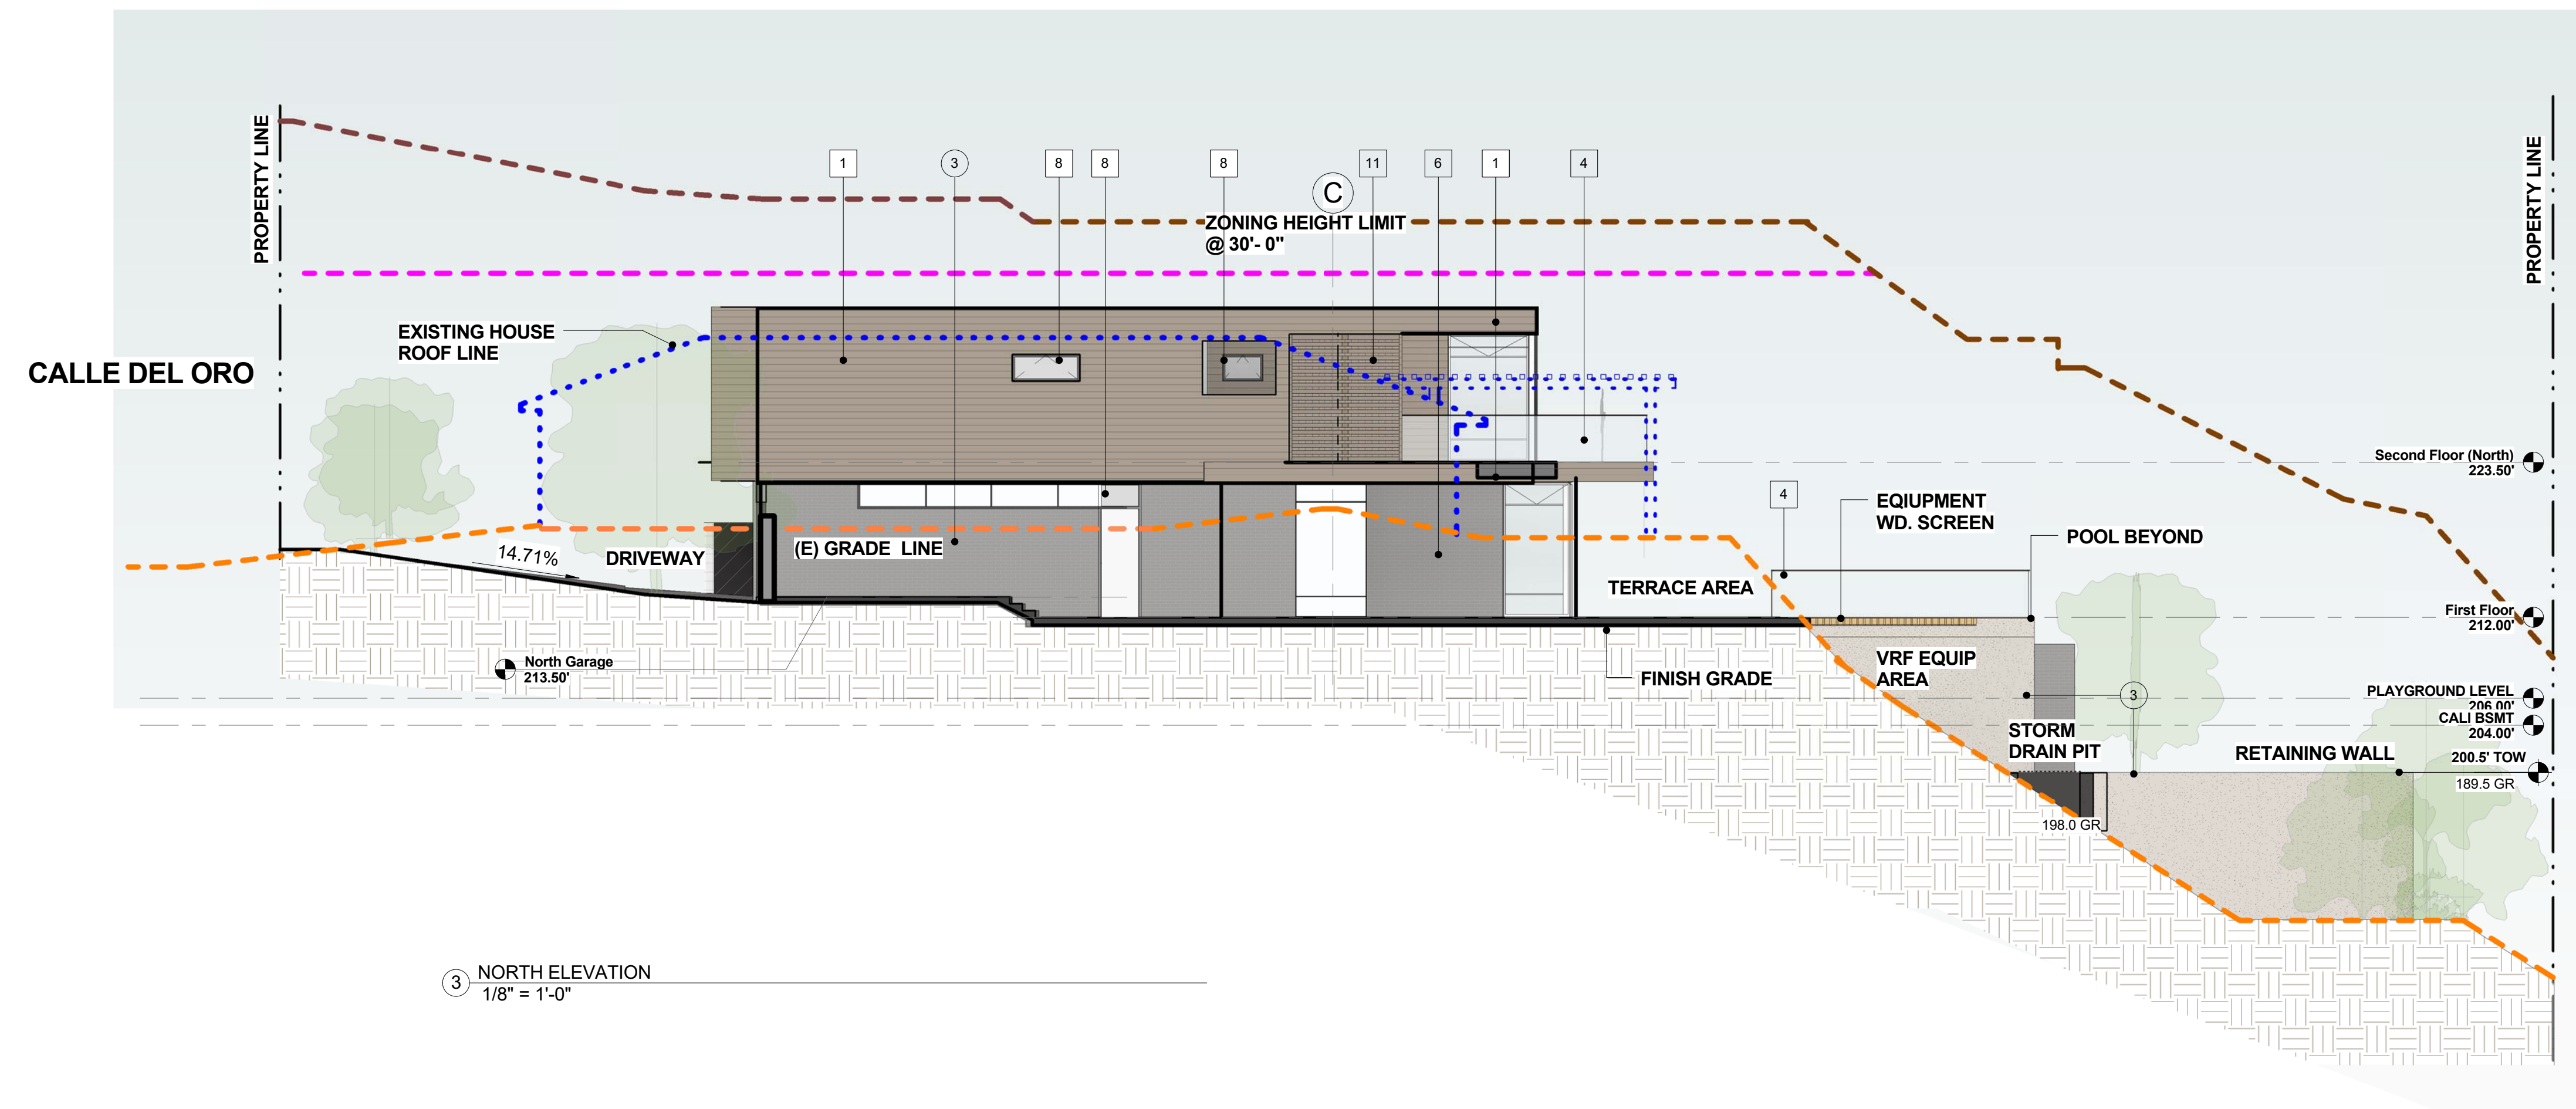 PROPERTY LINE
PROPERTY LINE
1
3
8
8
8
11
6
1
4
C
ZONING HEIGHT LIMIT
@ 30'- 0"
EXISTING HOUSE
ROOF LINE
CALLE DEL ORO
Second Floor (North)
223.50'
4
EQIUPMENT
WD. SCREEN
POOL BEYOND
14.71%
DRIVEWAY
(E) GRADE LINE
TERRACE AREA
First Floor
212.00'
North Garage
213.50'
FINISH GRADE
VRF EQUIP
AREA
3
PLAYGROUND LEVEL
206.00'
CALI BSMT
204.00'
STORM
DRAIN PIT
RETAINING WALL
200.5' TOW
189.5 GR
198.0 GR
3
NORTH ELEVATION
1/8" = 1'-0"